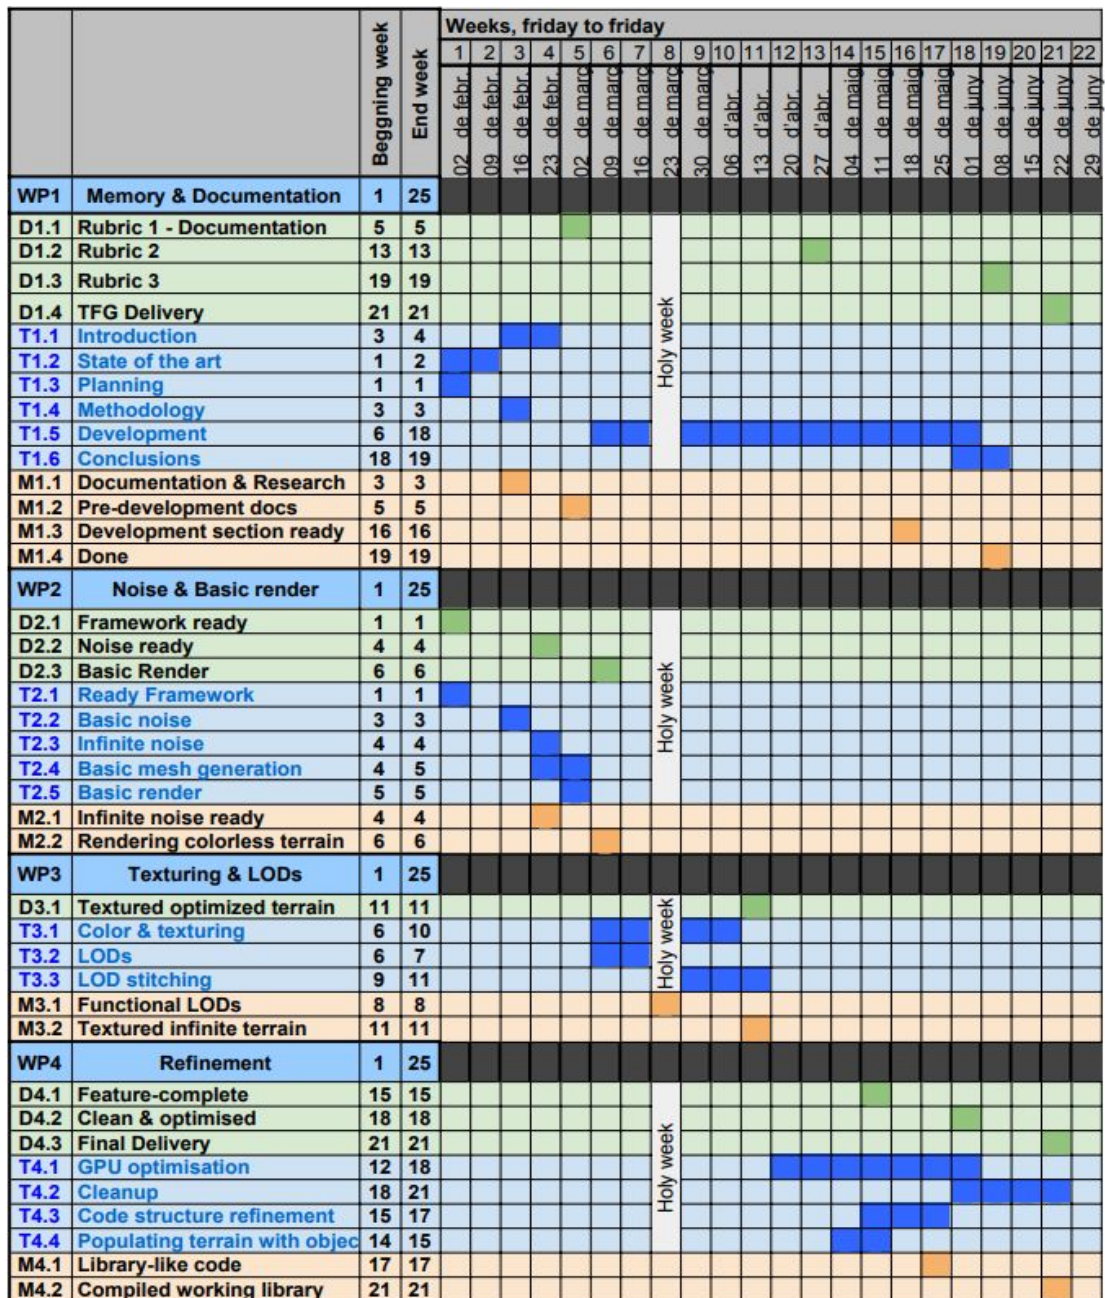 Weeks, friday to friday
Beggning week
End week
1 2 3 4 5 6 7 8 9 10 11 12 13 14 15 16 17 18 19 20 21 22
02 de febr.
09 de febr.
16 de febr.
23 de febr.
02 de març
09 de març
16 de març
23 de març
30 de març
06 d'abr.
13 d'abr.
20 d'abr.
27 d'abr.
04 de maig
11 de maig
18 de maig
25 de maig
01 de juny
08 de juny
15 de juny
22 de juny
29 de juny
WP1 Memory & Documentation 1 25
D1.1 Rubric 1 - Documentation 5 5
D1.2 Rubric 2 13 13
D1.3 Rubric 3 19 19
D1.4 TFG Delivery 21 21
T1.1 Introduction 3 4
T1.2 State of the art 1 2
T1.3 Planning 1 1
T1.4 Methodology 3 3
T1.5 Development 6 18
T1.6 Conclusions 18 19
Holy week
M1.1 Documentation & Research 3 3
M1.2 Pre-development docs 5 5
M1.3 Development section ready 16 16
M1.4 Done 19 19
WP2 Noise & Basic render 1 25
D2.1 Framework ready 1 1
D2.2 Noise ready 4 4
D2.3 Basic Render 6 6
T2.1 Ready Framework 1 1
T2.2 Basic noise 3 3
T2.3 Infinite noise 4 4
T2.4 Basic mesh generation 4 5
T2.5 Basic render 5 5
Holy week
M2.1 Infinite noise ready 4 4
M2.2 Rendering colorless terrain 6 6
WP3 Texturing & LODs 1 25
D3.1 Textured optimized terrain 11 11
T3.1 Color & texturing 6 10
T3.2 LODs 6 7
T3.3 LOD stitching 9 11
Holy week
M3.1 Functional LODs 8 8
M3.2 Textured infinite terrain 11 11
WP4 Refinement 1 25
D4.1 Feature-complete 15 15
D4.2 Clean & optimised 18 18
D4.3 Final Delivery 21 21
T4.1 GPU optimisation 12 18
T4.2 Cleanup 18 21
T4.3 Code structure refinement 15 17
T4.4 Populating terrain with objec 14 15
Holy week
M4.1 Library-like code 17 17
M4.2 Compiled working library 21 21